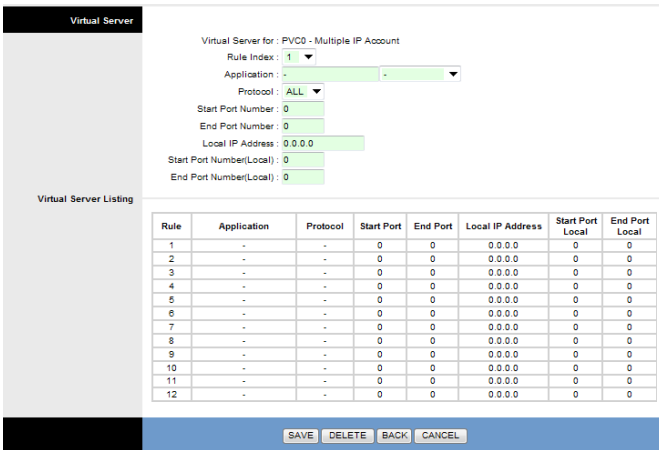 Virtual Server
Virtual Server for : PVC0 - Multiple IP Account
Rule Index : 1
Application : - -
Protocol : ALL
Start Port Number : 0
End Port Number : 0
Local IP Address : 0.0.0.0
Start Port Number(Local) : 0
End Port Number(Local) : 0
Virtual Server Listing
Rule Application Protocol Start Port End Port Local IP Address Start Port Local End Port Local
1 - - 0 0 0.0.0.0 0 0
2 - - 0 0 0.0.0.0 0 0
3 - - 0 0 0.0.0.0 0 0
4 - - 0 0 0.0.0.0 0 0
5 - - 0 0 0.0.0.0 0 0
6 - - 0 0 0.0.0.0 0 0
7 - - 0 0 0.0.0.0 0 0
8 - - 0 0 0.0.0.0 0 0
9 - - 0 0 0.0.0.0 0 0
10 - - 0 0 0.0.0.0 0 0
11 - - 0 0 0.0.0.0 0 0
12 - - 0 0 0.0.0.0 0 0
SAVE DELETE BACK CANCEL